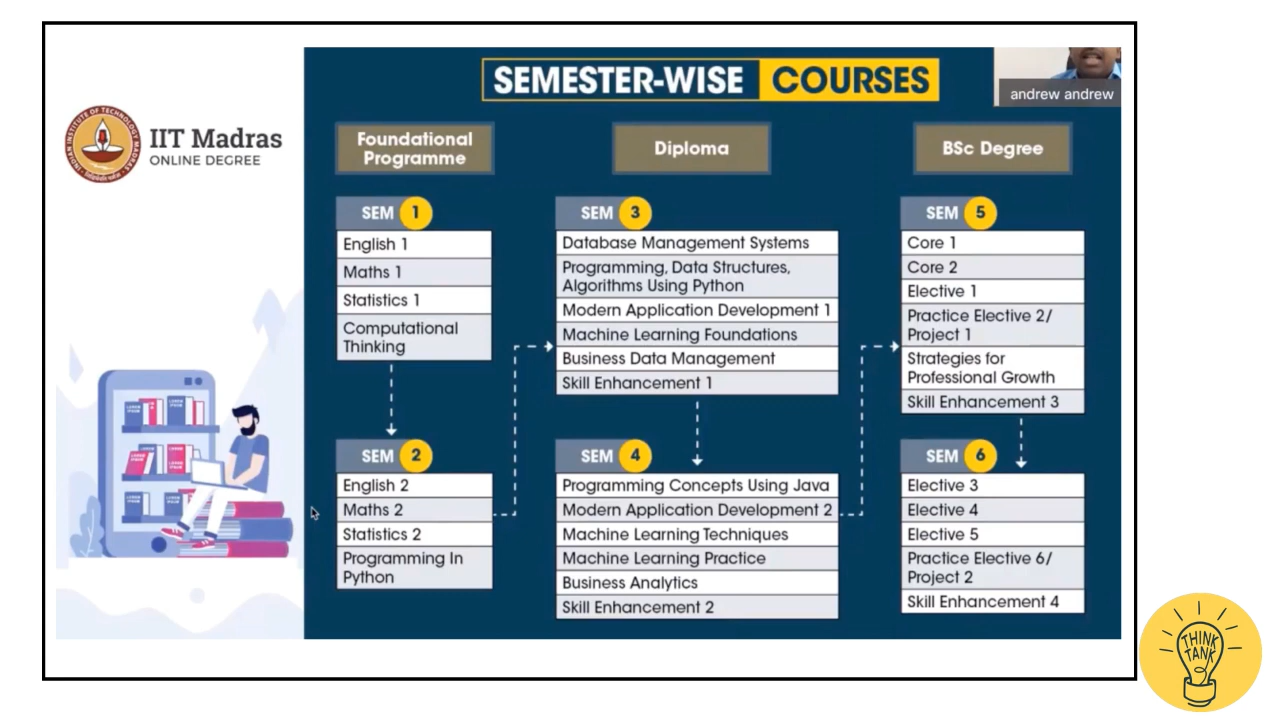 SEMESTER-WISE COURSES
andrew andrew
IIT Madras
ONLINE DEGREE
Foundational
Programme
SEM 1
English 1
Maths 1
Statistics 1
Computational
Thinking
SEM 2
English 2
Maths 2
Statistics 2
Programming In
Python
Diploma
SEM 3
Database Management Systems
Programming, Data Structures,
Algorithms Using Python
Modern Application Development 1
Machine Learning Foundations
Business Data Management
Skill Enhancement 1
SEM 4
Programming Concepts Using Java
Modern Application Development 2
Machine Learning Techniques
Machine Learning Practice
Business Analytics
Skill Enhancement 2
BSc Degree
SEM 5
Core 1
Core 2
Elective 1
Practice Elective 2/
Project 1
Strategies for
Professional Growth
Skill Enhancement 3
SEM 6
Elective 3
Elective 4
Elective 5
Practice Elective 6/
Project 2
Skill Enhancement 4
THINK
TANK